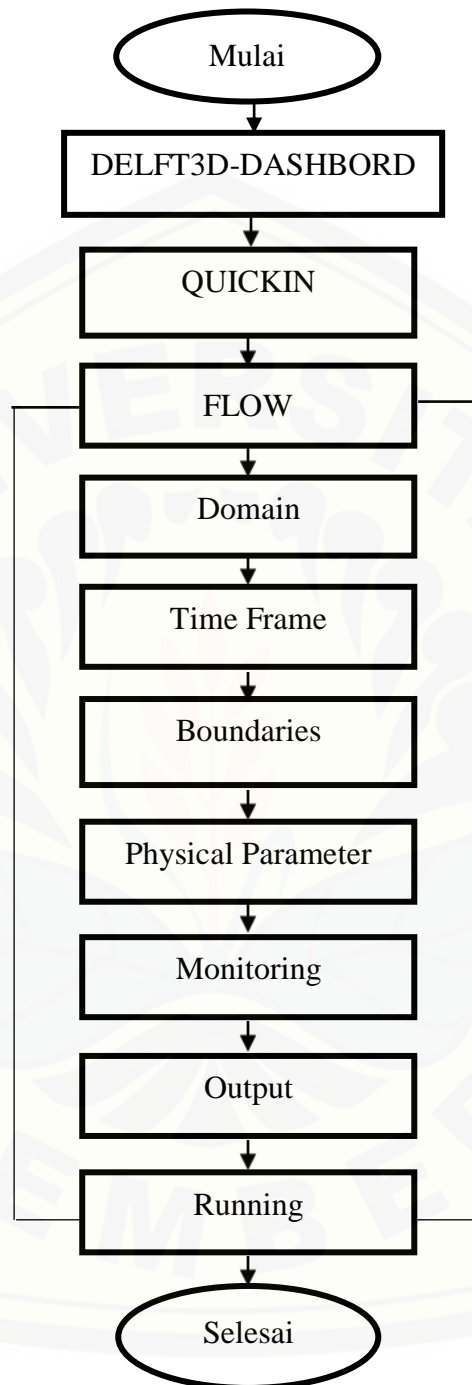 Mulai
DELFT3D-DASHBORD
QUICKIN
FLOW
Domain
Time Frame
Boundaries
Physical Parameter
Monitoring
Output
Running
Selesai